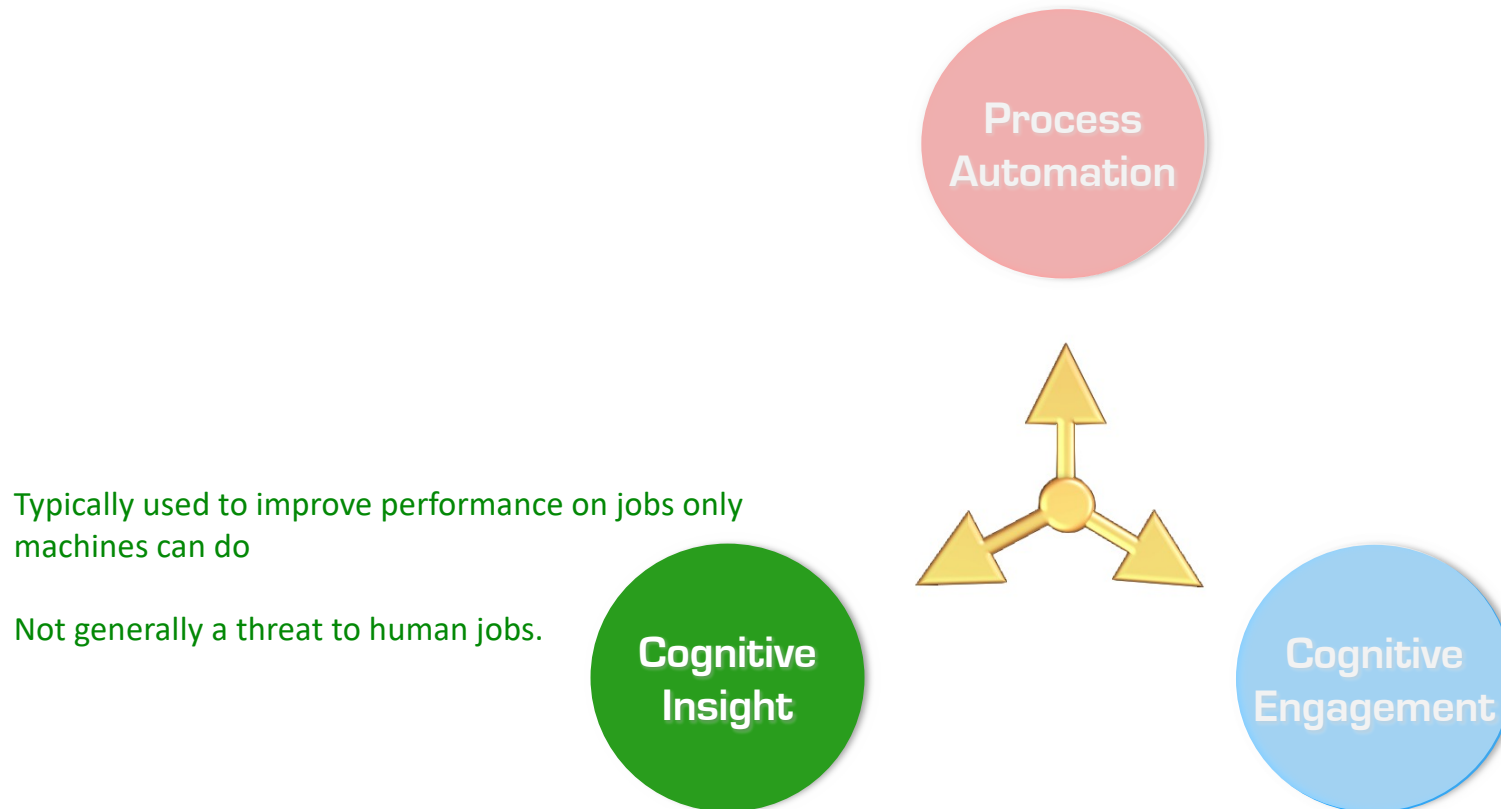 Process
Automation
Typically used to improve performance on jobs only
machines can do
Not generally a threat to human jobs.
Cognitive
Insight
Cognitive
Engagement